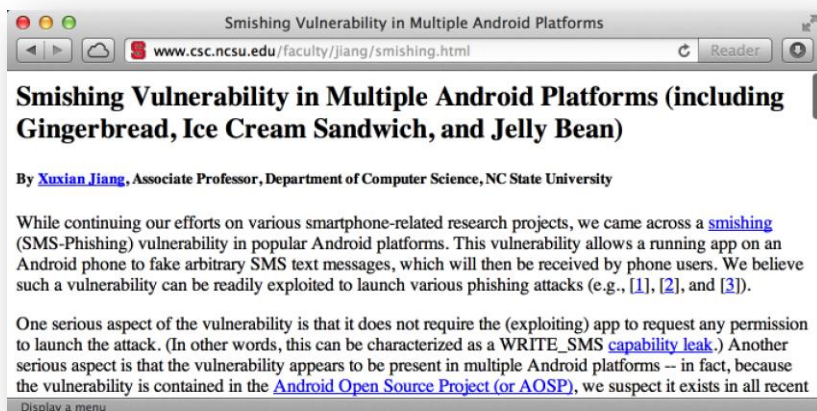 Smishing Vulnerability in Multiple Android Platforms
www.csc.ncsu.edu/faculty/jiang/smishing.html
Reader
Smishing Vulnerability in Multiple Android Platforms (including
Gingerbread, Ice Cream Sandwich, and Jelly Bean)
By Xuxian Jiang, Associate Professor, Department of Computer Science, NC State University
While continuing our efforts on various smartphone-related research projects, we came across a smishing
(SMS-Phishing) vulnerability in popular Android platforms. This vulnerability allows a running app on an
Android phone to fake arbitrary SMS text messages, which will then be received by phone users. We believe
such a vulnerability can be readily exploited to launch various phishing attacks (e.g., [1], [2], and [3]).
One serious aspect of the vulnerability is that it does not require the (exploiting) app to request any permission
to launch the attack. (In other words, this can be characterized as a WRITE_SMS capability leak.) Another
serious aspect is that the vulnerability appears to be present in multiple Android platforms -- in fact, because
the vulnerability is contained in the Android Open Source Project (or AOSP), we suspect it exists in all recent
Display a menu